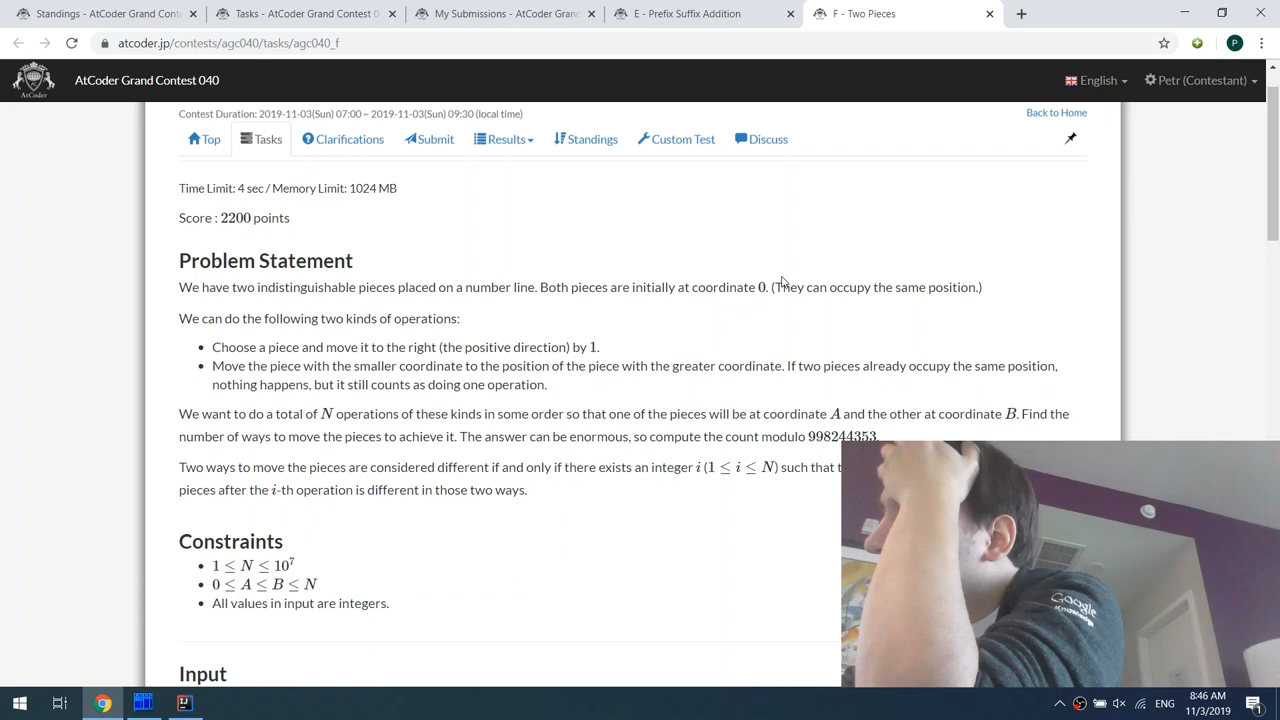 Standings - AtCoder Grand Conte
Tasks - AtCoder Grand Contest 0
My Submissions - AtCoder Gran
E - Prefix Suffix Addition
F - Two Pieces
atcoder.jp/contests/agc040/tasks/agc040_f
P
AtCoder Grand Contest 040
English
Petr (Contestant)
Contest Duration: 2019-11-03(Sun) 07:00 ~ 2019-11-03(Sun) 09:30 (local time)
Back to Home
Top
Tasks
Clarifications
Submit
Results
Standings
Custom Test
Discuss
Time Limit: 4 sec / Memory Limit: 1024 MB
Score : 2200 points
Problem Statement
We have two indistinguishable pieces placed on a number line. Both pieces are initially at coordinate 0. (They can occupy the same position.)
We can do the following two kinds of operations:
• Choose a piece and move it to the right (the positive direction) by 1.
• Move the piece with the smaller coordinate to the position of the piece with the greater coordinate. If two pieces already occupy the same position,
nothing happens, but it still counts as doing one operation.
We want to do a total of N operations of these kinds in some order so that one of the pieces will be at coordinate A and the other at coordinate B. Find the
number of ways to move the pieces to achieve it. The answer can be enormous, so compute the count modulo 998244353.
Two ways to move the pieces are considered different if and only if there exists an integer i (1 ≤ i ≤ N) such that
pieces after the i-th operation is different in those two ways.
Constraints
• 1 ≤ N ≤ 10⁷
• 0 ≤ A ≤ B ≤ N
• All values in input are integers.
Input
Google
Knowledge
ENG
8:46 AM
11/3/2019
1